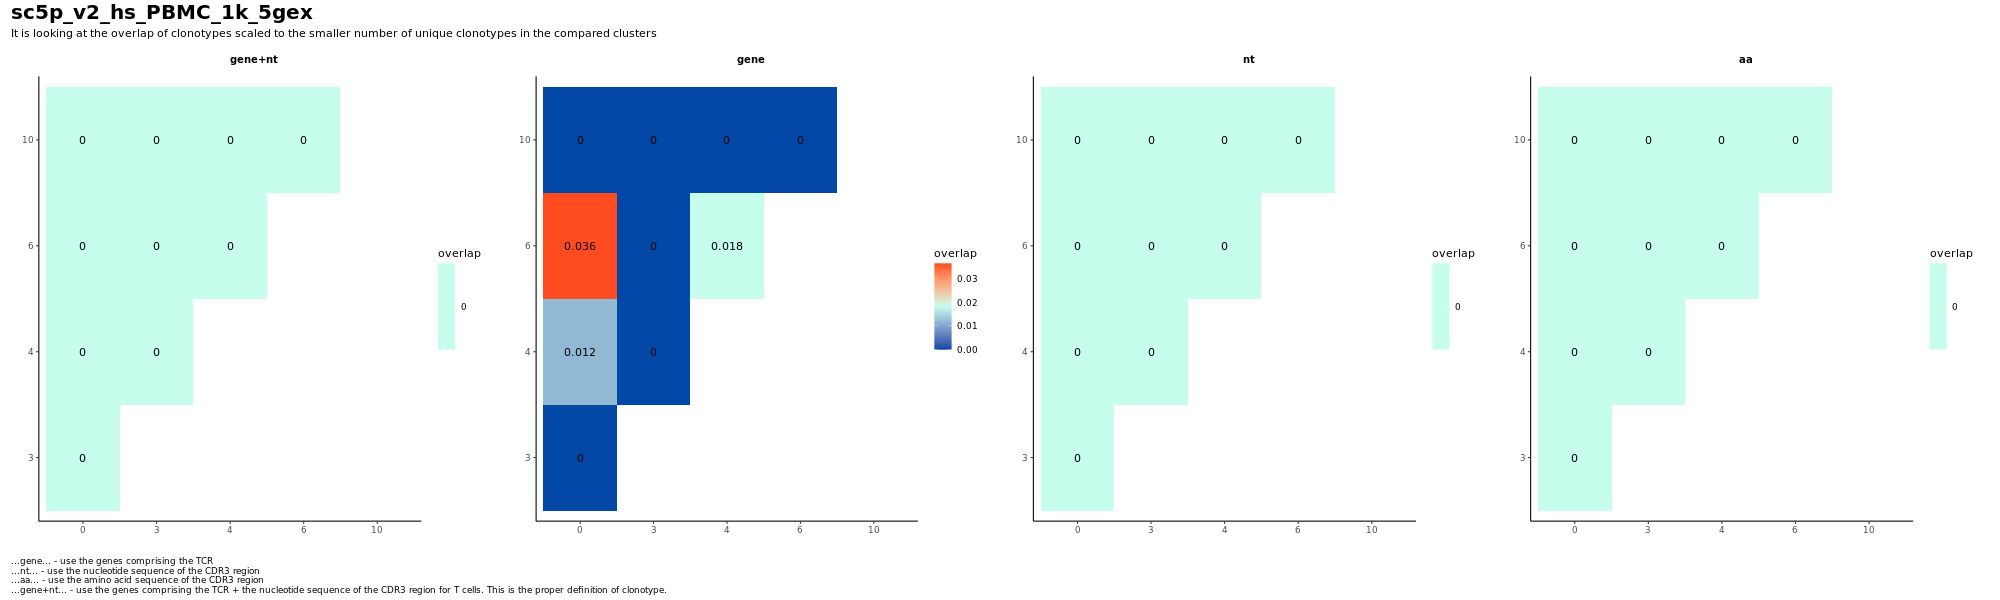 sc5p_v2_hs_PBMC_1k_5gex
It is looking at the overlap of clonotypes scaled to the smaller number of unique clonotypes in the compared clusters
gene+nt
10
0 0 0 0
6
0 0 0
4
0 0
3
0
0 3 4 6 10
overlap
0
gene
10
0 0 0 0
6
0.036 0 0.018
4
0.012 0
3
0
0 3 4 6 10
overlap
0.03
0.02
0.01
0.00
nt
10
0 0 0 0
6
0 0 0
4
0 0
3
0
0 3 4 6 10
overlap
0
aa
10
0 0 0 0
6
0 0 0
4
0 0
3
0
0 3 4 6 10
overlap
0
...gene... - use the genes comprising the TCR
...nt... - use the nucleotide sequence of the CDR3 region
...aa... - use the amino acid sequence of the CDR3 region
...gene+nt... - use the genes comprising the TCR + the nucleotide sequence of the CDR3 region for T cells. This is the proper definition of clonotype.